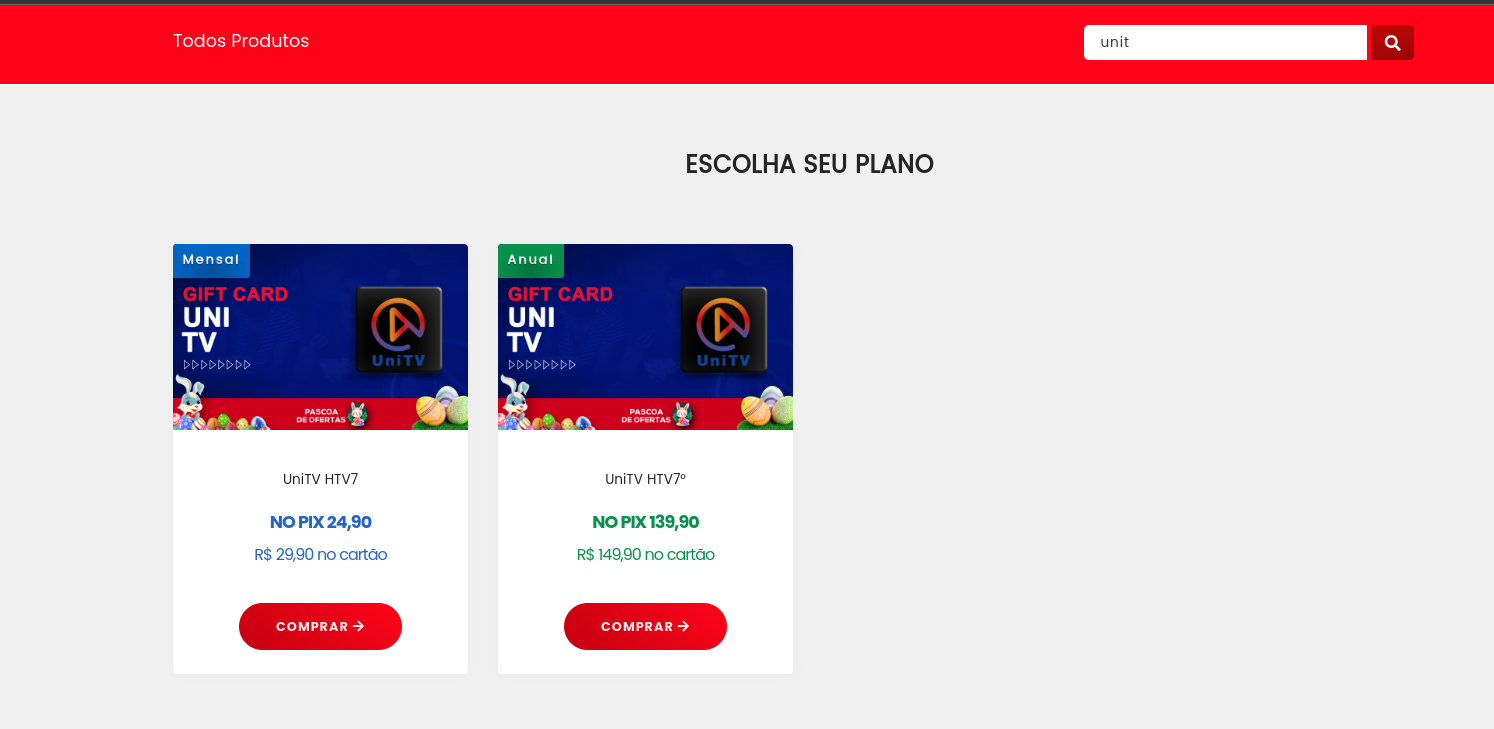 Todos Produtos
unit
ESCOLHA SEU PLANO
Mensal
GIFT CARD
UNI
TV
UniTV
PASCOA
DE OFERTAS
UniTV HTV7
NO PIX 24,90
R$ 29,90 no cartão
COMPRAR
Anual
GIFT CARD
UNI
TV
UniTV
PASCOA
DE OFERTAS
UniTV HTV7º
NO PIX 139,90
R$ 149,90 no cartão
COMPRAR